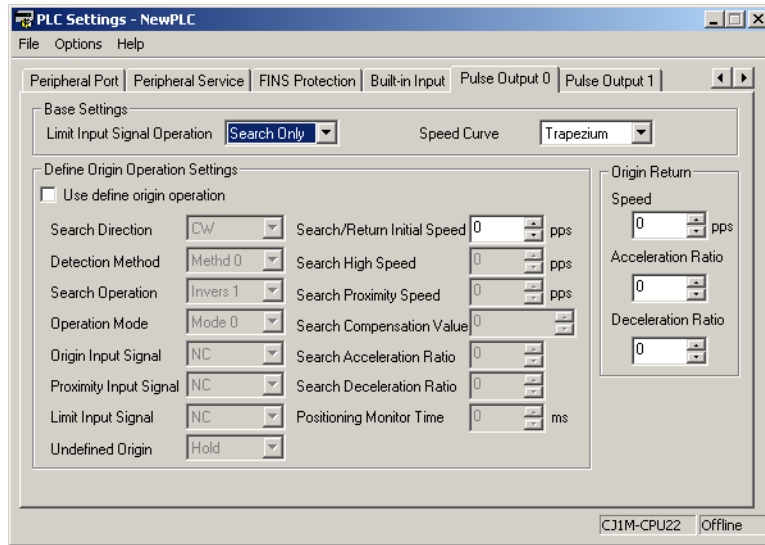 PLC Settings - NewPLC
File Options Help
Peripheral Port Peripheral Service FINS Protection Built-in Input Pulse Output 0 Pulse Output 1
Base Settings
Limit Input Signal Operation Search Only Speed Curve Trapezium
Define Origin Operation Settings
Use define origin operation
Search Direction CW Search/Return Initial Speed 0 pps
Detection Method Methd 0 Search High Speed 0 pps
Search Operation Invers 1 Search Proximity Speed 0 pps
Operation Mode Mode 0 Search Compensation Value 0
Origin Input Signal NC Search Acceleration Ratio 0
Proximity Input Signal NC Search Deceleration Ratio 0
Limit Input Signal NC Positioning Monitor Time 0 ms
Undefined Origin Hold
Origin Return
Speed
0 pps
Acceleration Ratio
0
Deceleration Ratio
0
CJ1M-CPU22 Offline